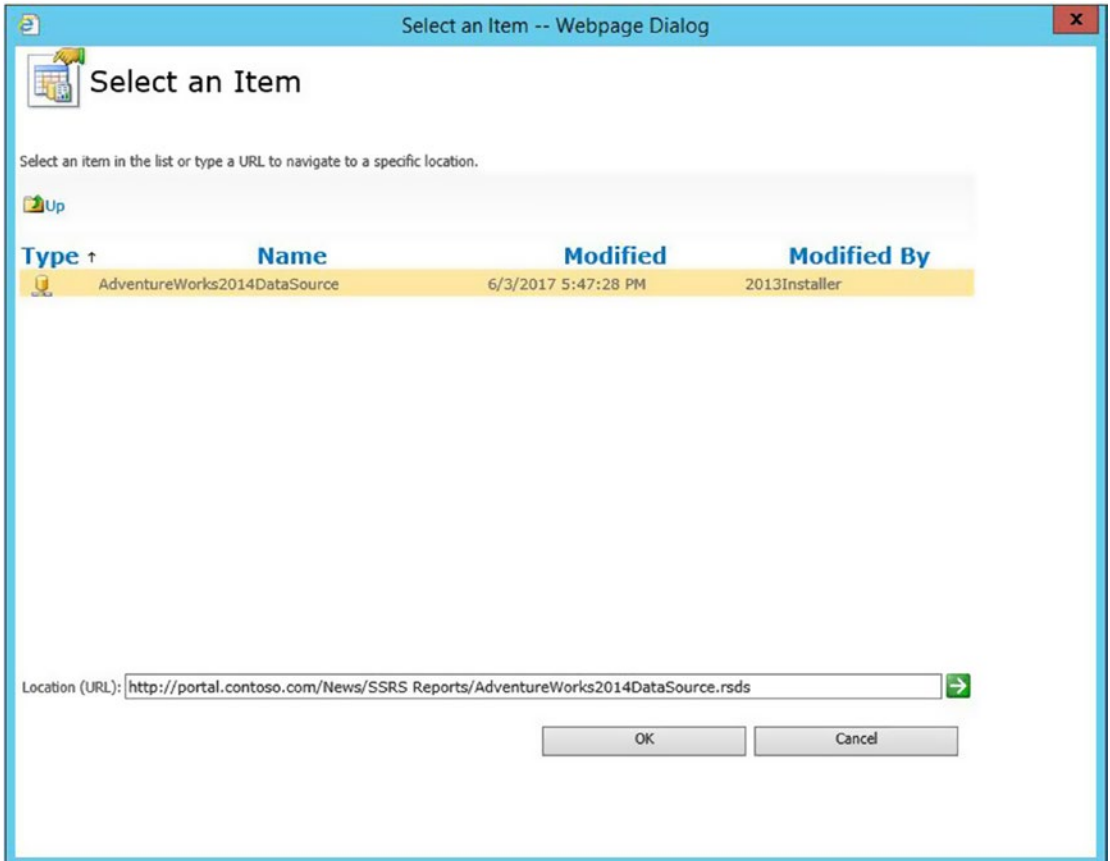 Select an Item -- Webpage Dialog
x
Select an Item
Select an item in the list or type a URL to navigate to a specific location.
Up
Type ↑ Name Modified Modified By
AdventureWorks2014DataSource 6/3/2017 5:47:28 PM 2013Installer
Location (URL): http://portal.contoso.com/News/SSRS Reports/AdventureWorks2014DataSource.rsds
OK Cancel